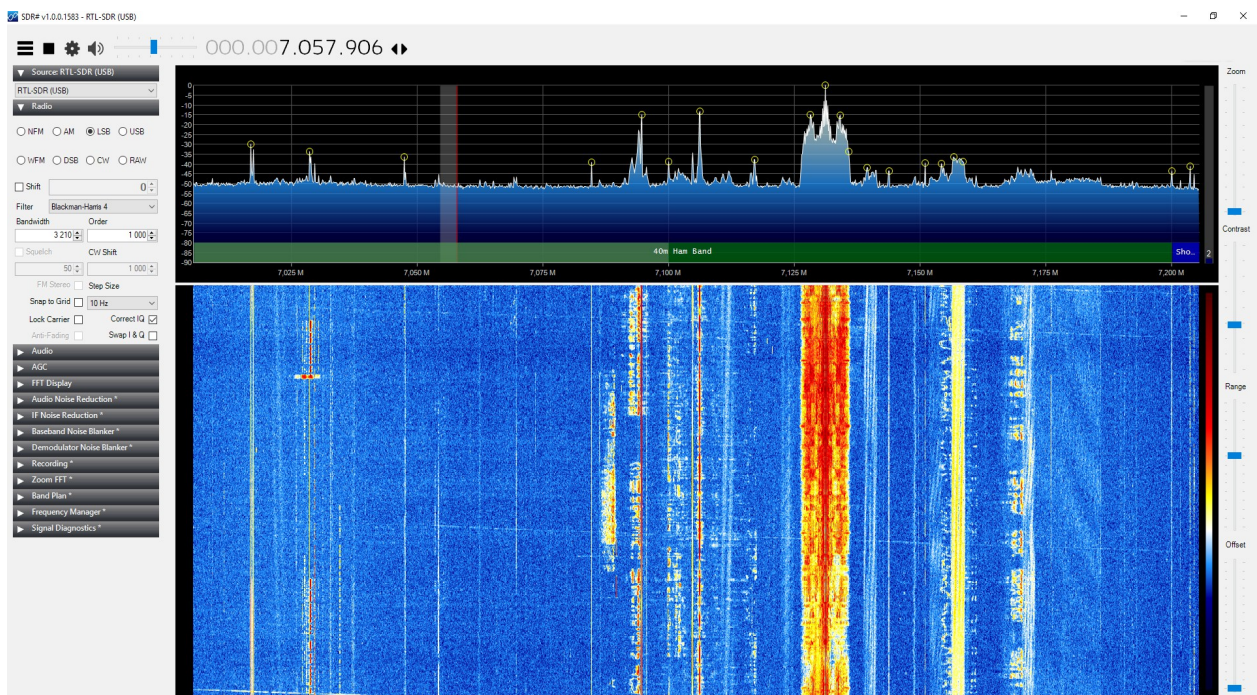 SDR# v1.0.0.1583 - RTL-SDR (USB)
000.007.057.906
Source: RTL-SDR (USB)
RTL-SDR (USB)
Radio
NFM AM LSB USB
WFM DSB CW RAW
Shift 0
Filter Blackman-Harris 4
Bandwidth Order
3 210 1 000
Squelch CW Shift
50 1 000
FM Stereo Step Size
Snap to Grid 10 Hz
Lock Carrier Correct IQ
Anti-Fading Swap I & Q
Audio
AGC
FFT Display
Audio Noise Reduction *
IF Noise Reduction *
Baseband Noise Blanker *
Demodulator Noise Blanker *
Recording *
Zoom FFT *
Band Plan *
Frequency Manager *
Signal Diagnostics *
0
-5
-10
-15
-20
-25
-30
-35
-40
-45
-50
-55
-60
-65
-70
-75
-80
-85
-90
40m Ham Band
Sho…
2
7,025 M 7,050 M 7,075 M 7,100 M 7,125 M 7,150 M 7,175 M 7,200 M
Zoom
Contrast
Range
Offset